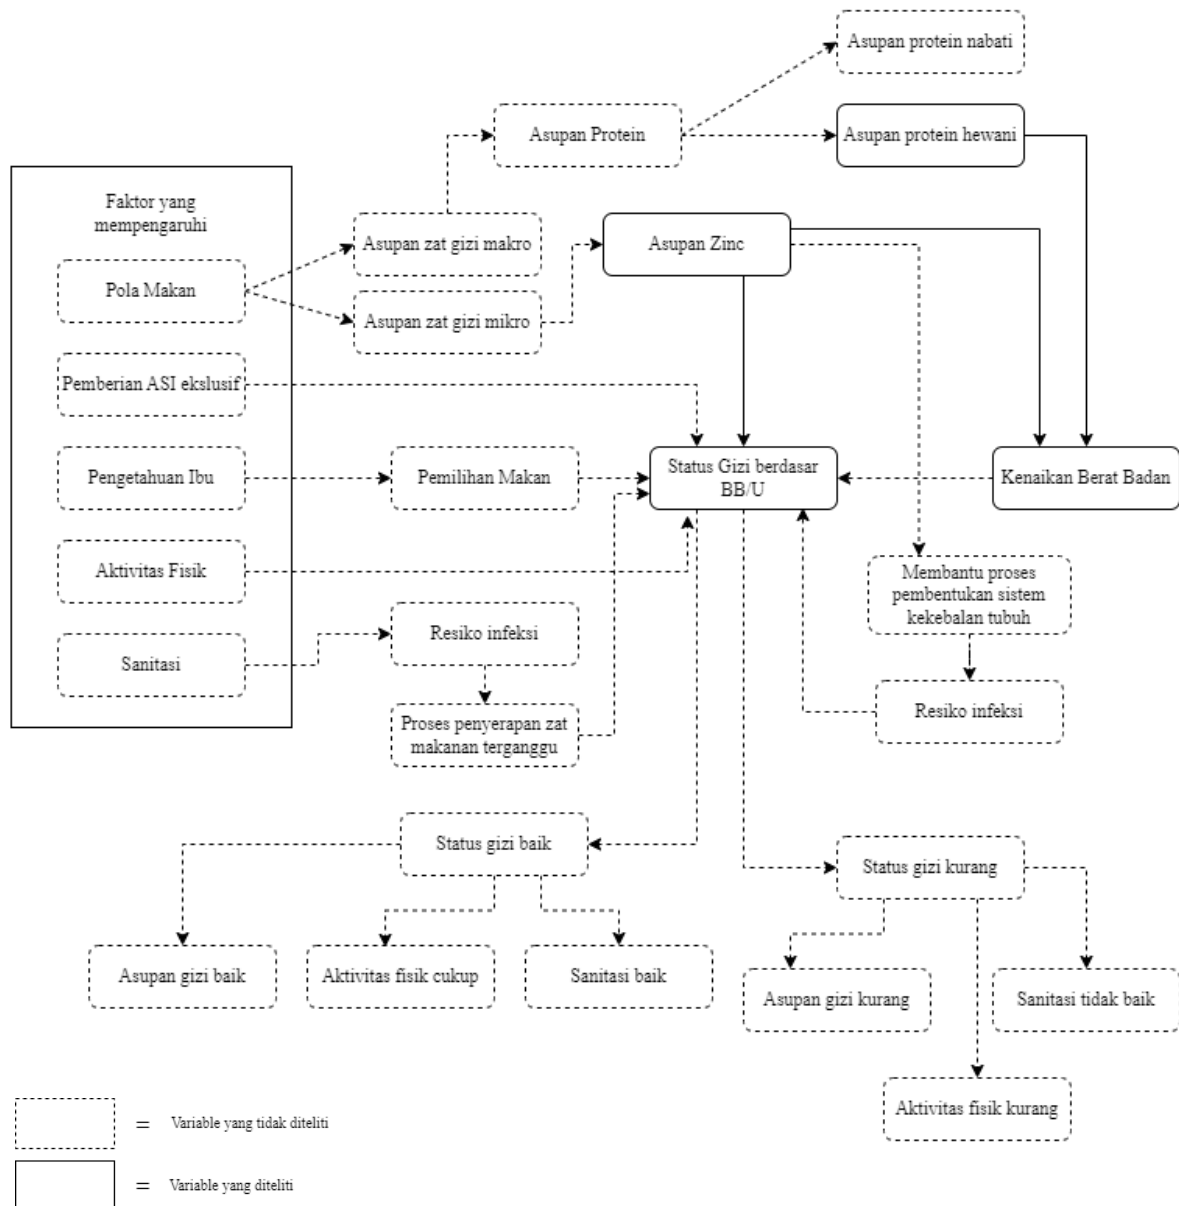 Asupan protein nabati
Asupan Protein
Asupan protein hewani
Faktor yang
mempengaruhi
Asupan zat gizi makro
Asupan Zinc
Pola Makan
Asupan zat gizi mikro
Pemberian ASI ekslusif
Pengetahuan Ibu
Pemilihan Makan
Status Gizi berdasar
BB/U
Kenaikan Berat Badan
Aktivitas Fisik
Membantu proses
pembentukan sistem
kekebalan tubuh
Resiko infeksi
Sanitasi
Proses penyerapan zat
makanan terganggu
Resiko infeksi
Status gizi baik
Status gizi kurang
Asupan gizi baik
Aktivitas fisik cukup
Sanitasi baik
Asupan gizi kurang
Sanitasi tidak baik
Aktivitas fisik kurang
= Variable yang tidak diteliti
= Variable yang diteliti